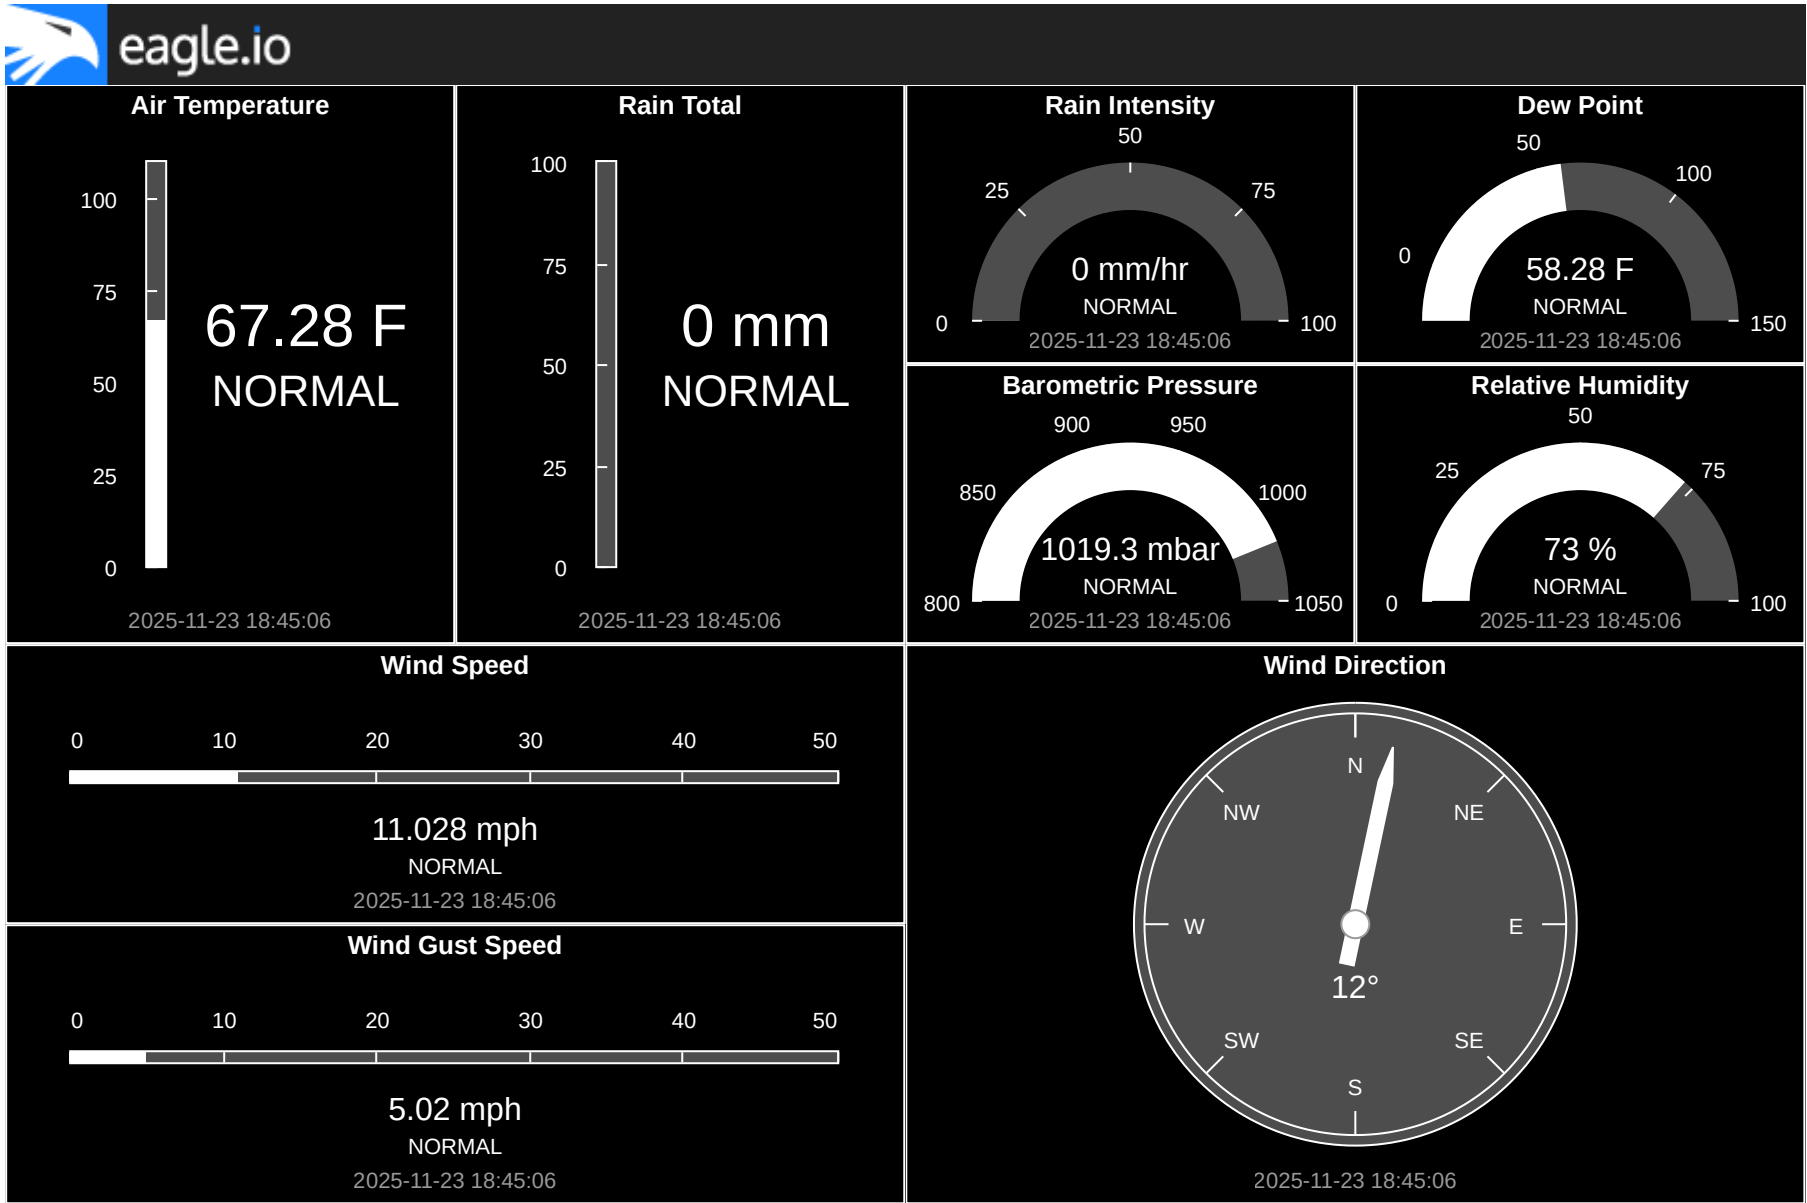 eagle.io
Air Temperature
100
75
50
25
0
67.28 F
NORMAL
2025-11-23 18:45:06
Rain Total
100
75
50
25
0
0 mm
NORMAL
2025-11-23 18:45:06
Rain Intensity
50
25
75
0
100
0 mm/hr
NORMAL
2025-11-23 18:45:06
Dew Point
50
100
0
150
58.28 F
NORMAL
2025-11-23 18:45:06
Barometric Pressure
900
950
850
1000
800
1050
1019.3 mbar
NORMAL
2025-11-23 18:45:06
Relative Humidity
50
25
75
0
100
73 %
NORMAL
2025-11-23 18:45:06
Wind Speed
0 10 20 30 40 50
11.028 mph
NORMAL
2025-11-23 18:45:06
Wind Gust Speed
0 10 20 30 40 50
5.02 mph
NORMAL
2025-11-23 18:45:06
Wind Direction
N
NW
NE
W
E
12°
SW
SE
S
2025-11-23 18:45:06